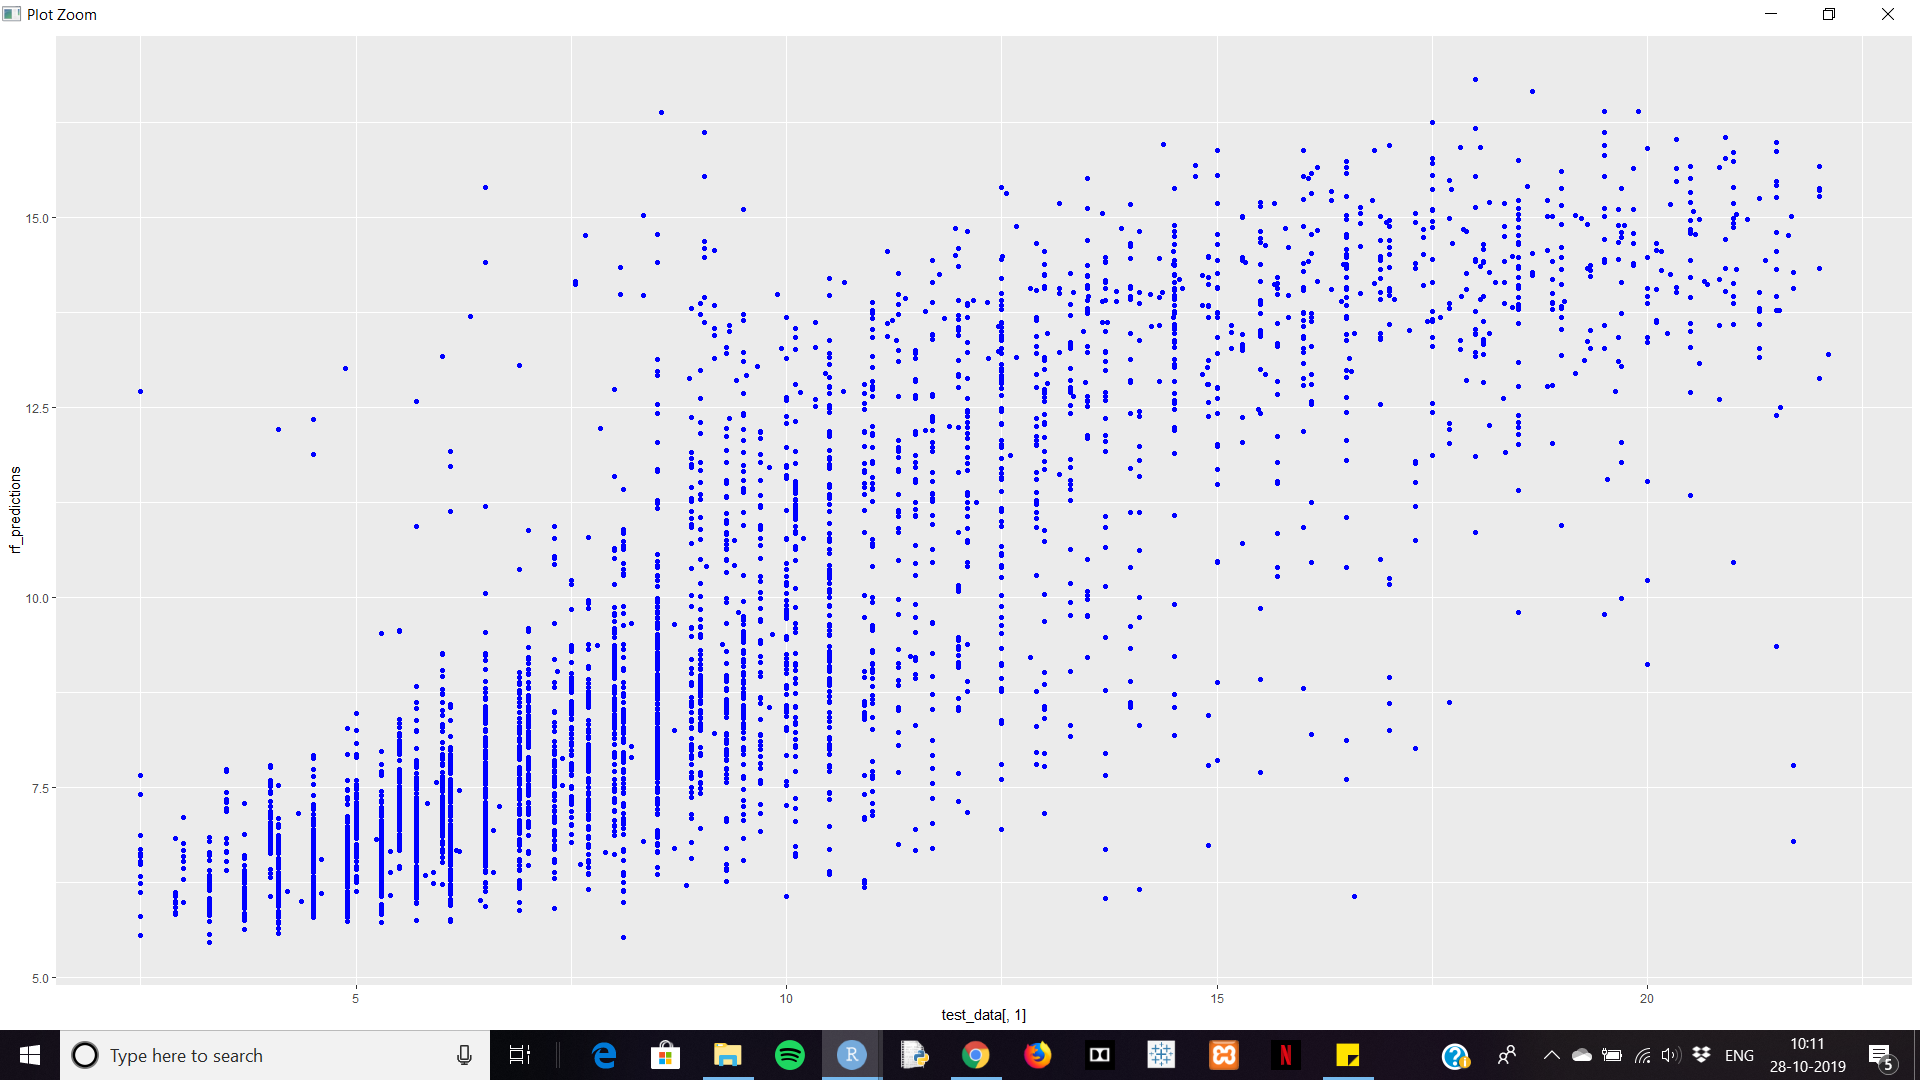 Plot Zoom
rf_predictions
15.0
12.5
10.0
7.5
5.0
5
10
15
20
test_data[, 1]
Type here to search
R
N
ENG
10:11
28-10-2019
5